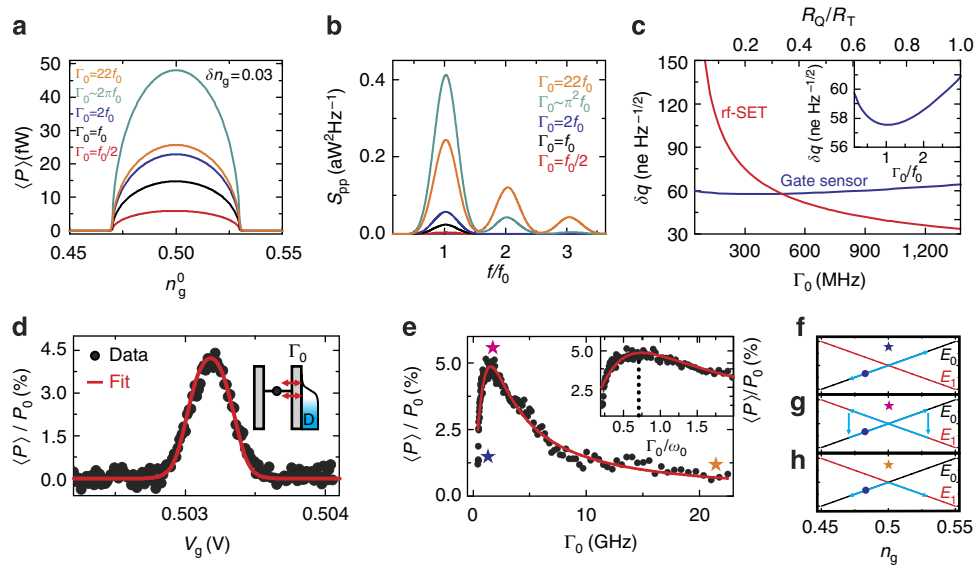 a
⟨P⟩ (fW)
50
40
30
20
10
0
Γ0=22f0
Γ0~2πf0
Γ0=2f0
Γ0=f0
Γ0=f0/2
δng=0.03
0.45
0.50
0.55
n_g^0
b
Spp (aW²Hz⁻¹)
0.4
0.2
0.0
Γ0=22f0
Γ0~π²f0
Γ0=2f0
Γ0=f0
Γ0=f0/2
1
2
3
f/f0
c
RQ/RT
0.2
0.4
0.6
0.8
1.0
δq (ne Hz⁻¹/²)
150
120
90
60
30
rf-SET
Gate sensor
δq (ne Hz⁻¹/²)
60
58
56
1
2
Γ0/f0
300
600
900
1,200
Γ0 (MHz)
d
⟨P⟩ / P0 (%)
4.5
3.0
1.5
0.0
Data
Fit
Γ0
D
0.503
0.504
Vg (V)
e
⟨P⟩ / P0 (%)
5.0
2.5
0.0
5.0
2.5
0.0
⟨P⟩/P0 (%)
0.5
1.0
1.5
Γ0/ω0
0
5
10
15
20
Γ0 (GHz)
f
E0
E1
g
E0
E1
h
E0
E1
0.45
0.5
0.55
ng